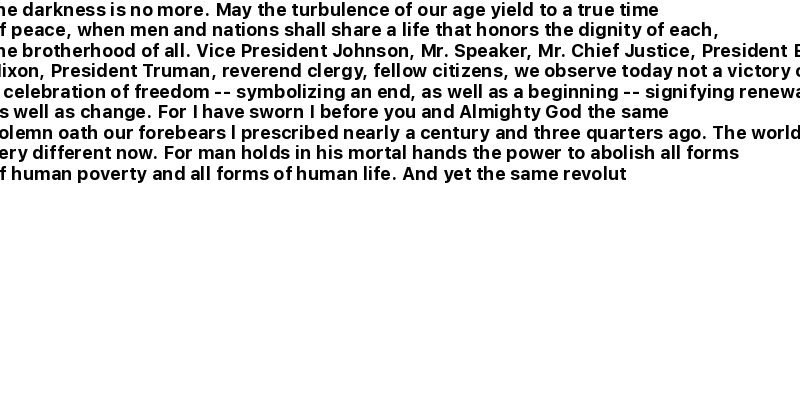 he darkness is no more. May the turbulence of our age yield to a true time
f peace, when men and nations shall share a life that honors the dignity of each,
he brotherhood of all. Vice President Johnson, Mr. Speaker, Mr. Chief Justice, President
ixon, President Truman, reverend clergy, fellow citizens, we observe today not a victory
celebration of freedom -- symbolizing an end, as well as a beginning -- signifying renewa
s well as change. For I have sworn I before you and Almighty God the same
olemn oath our forebears l prescribed nearly a century and three quarters ago. The world
ery different now. For man holds in his mortal hands the power to abolish all forms
f human poverty and all forms of human life. And yet the same revolut